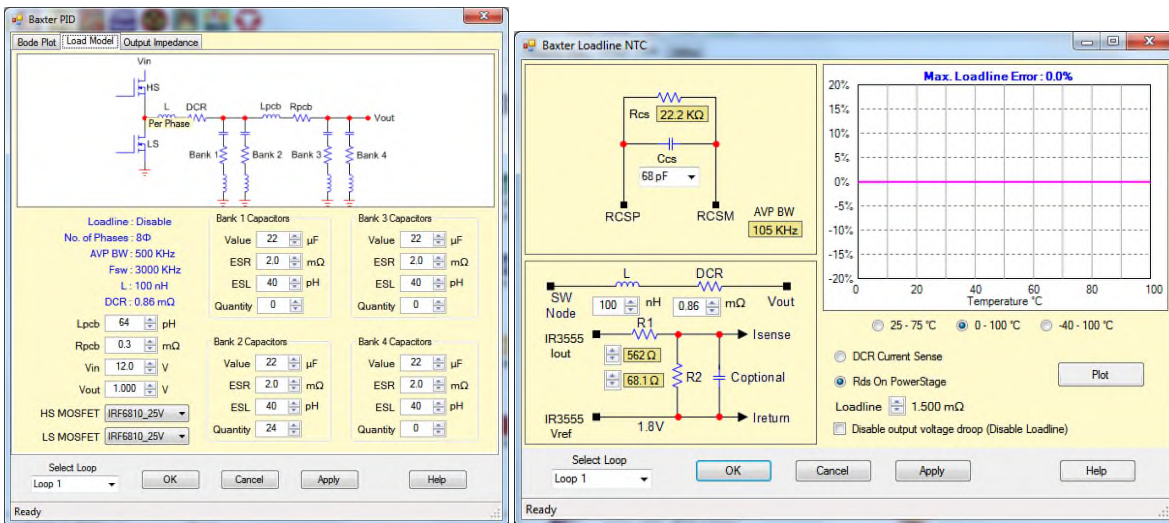 Baxter PID
Bode Plot Load Model Output Impedance
Vin
HS
L DCR Lpcb Rpcb Vout
Per Phase
LS
Bank 1 Bank 2 Bank 3 Bank 4
Loadline : Disable
No. of Phases : 8Φ
AVP BW : 500 KHz
Fsw : 3000 KHz
L : 100 nH
DCR : 0.86 mΩ
Lpcb 64 pH
Rpcb 0.3 mΩ
Vin 12.0 V
Vout 1.000 V
HS MOSFET IRF6810_25V
LS MOSFET IRF6810_25V
Bank 1 Capacitors
Value 22 µF
ESR 2.0 mΩ
ESL 40 pH
Quantity 0
Bank 3 Capacitors
Value 22 µF
ESR 2.0 mΩ
ESL 40 pH
Quantity 0
Bank 2 Capacitors
Value 22 µF
ESR 2.0 mΩ
ESL 40 pH
Quantity 24
Bank 4 Capacitors
Value 22 µF
ESR 2.0 mΩ
ESL 40 pH
Quantity 0
Select Loop
Loop 1
OK Cancel Apply Help
Ready
Baxter Loadline NTC
Rcs 22.2 KΩ
Ccs
68 pF
RCSP RCSM
AVP BW
105 KHz
L DCR
SW Node 100 nH 0.86 mΩ Vout
R1
IR3555 Iout Isense
562 Ω
68.1 Ω
R2 Coptional
IR3555 Vref 1.8V Ireturn
Max. Loadline Error : 0.0%
20%
15%
10%
5%
0%
-5%
-10%
-15%
-20%
0 20 40 60 80 100
Temperature °C
25 - 75 °C 0 - 100 °C -40 - 100 °C
DCR Current Sense
Rds On PowerStage
Plot
Loadline 1.500 mΩ
Disable output voltage droop (Disable Loadline)
Select Loop
Loop 1
OK Cancel Apply Help
Ready